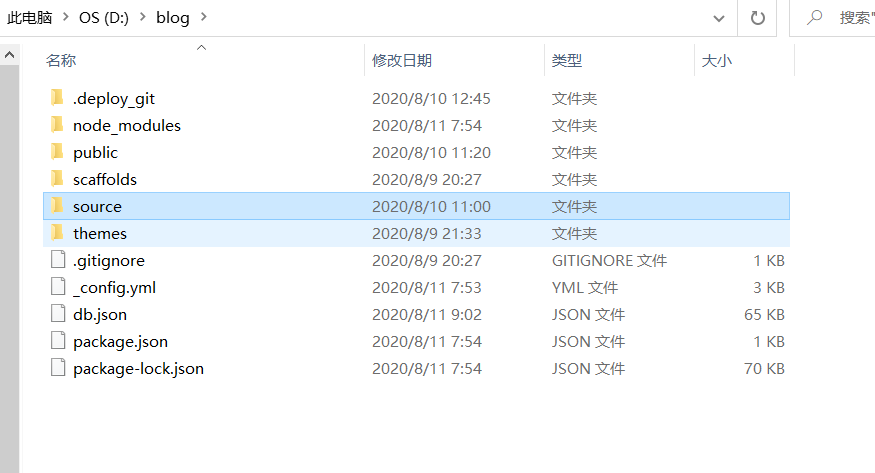 此电脑 > OS (D:) > blog >
搜索"
名称 修改日期 类型 大小
.deploy_git 2020/8/10 12:45 文件夹
node_modules 2020/8/11 7:54 文件夹
public 2020/8/10 11:20 文件夹
scaffolds 2020/8/9 20:27 文件夹
source 2020/8/10 11:00 文件夹
themes 2020/8/9 21:33 文件夹
.gitignore 2020/8/9 20:27 GITIGNORE 文件 1 KB
_config.yml 2020/8/11 7:53 YML 文件 3 KB
db.json 2020/8/11 9:02 JSON 文件 65 KB
package.json 2020/8/11 7:54 JSON 文件 1 KB
package-lock.json 2020/8/11 7:54 JSON 文件 70 KB